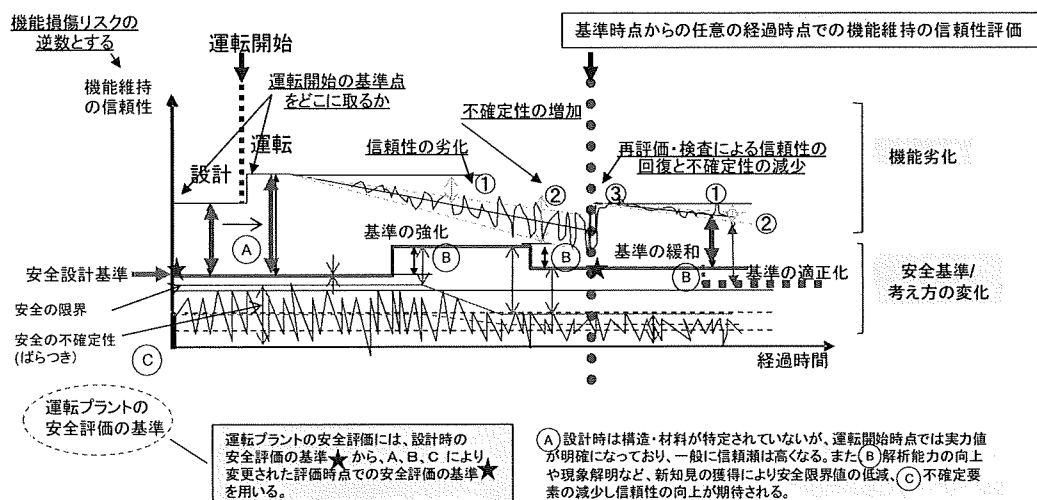 機能損傷リスクの
逆数とする
運転開始
基準時点からの任意の経過時点での機能維持の信頼性評価
機能維持
の信頼性
運転開始の基準点
をどこに取るか
不確定性の増加
運転
信頼性の劣化
再評価・検査による信頼性の
回復と不確定性の減少
機能劣化
設計
①
②
③
①
②
A
基準の強化
B
B
基準の緩和
B
基準の適正化
安全設計基準
安全の限界
安全の不確定性
(ばらつき)
C
安全基準/
考え方の変化
経過時間
運転プラントの
安全評価の基準
運転プラントの安全評価には、設計時の
安全評価の基準★から、A、B、Cにより
変更された評価時点での安全評価の基準★
を用いる。
Ⓐ設計時は構造・材料が特定されていないが、運転開始時点では実力値
が明確になっており、一般に信頼瀬は高くなる。またⒷ解析能力の向上
や現象解明など、新知見の獲得により安全限界値の低減、Ⓒ不確定要
素の減少し信頼性の向上が期待される。